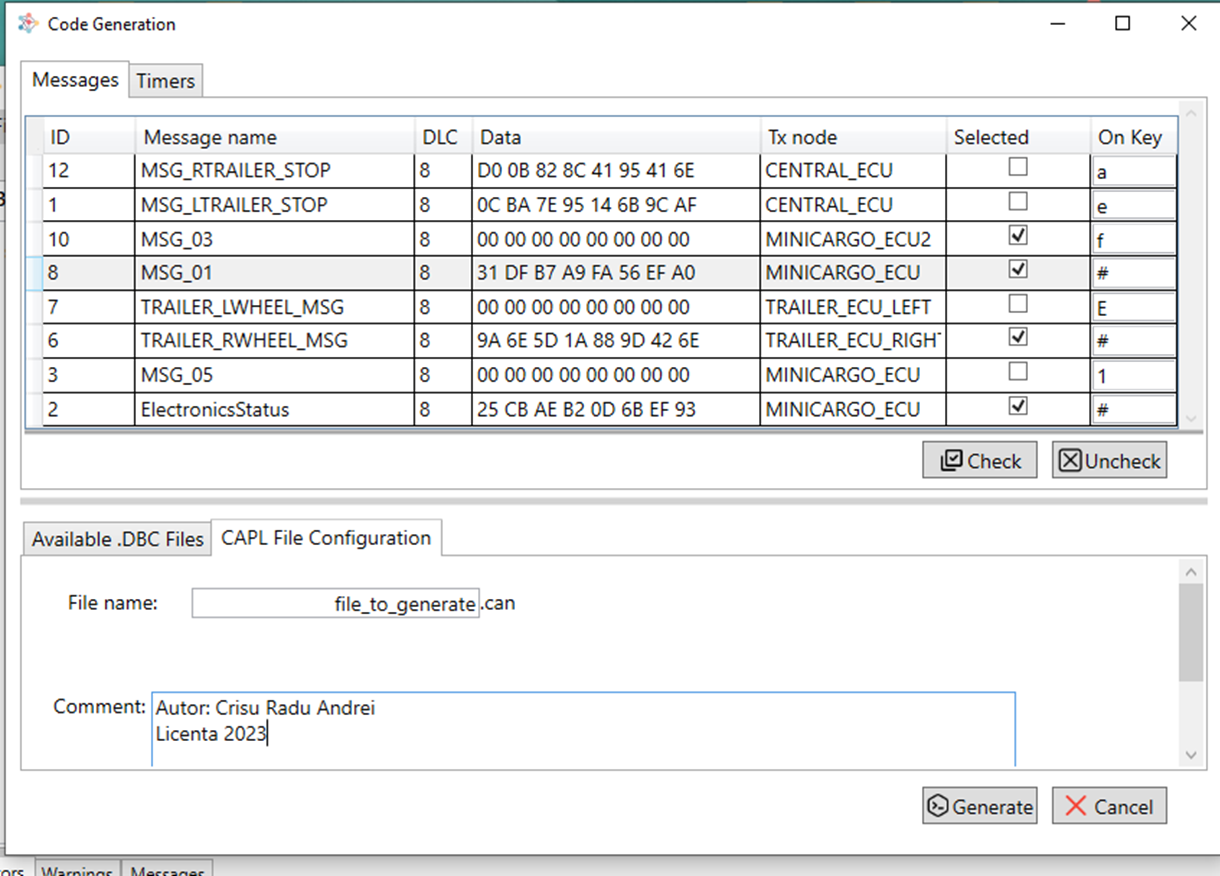 Code Generation
Messages Timers
ID Message name DLC Data Tx node Selected On Key
12 MSG_RTRAILER_STOP 8 D0 0B 82 8C 41 95 41 6E CENTRAL_ECU a
1 MSG_LTRAILER_STOP 8 0C BA 7E 95 14 6B 9C AF CENTRAL_ECU e
10 MSG_03 8 00 00 00 00 00 00 00 00 MINICARGO_ECU2 f
8 MSG_01 8 31 DF B7 A9 FA 56 EF A0 MINICARGO_ECU #
7 TRAILER_LWHEEL_MSG 8 00 00 00 00 00 00 00 00 TRAILER_ECU_LEFT E
6 TRAILER_RWHEEL_MSG 8 9A 6E 5D 1A 88 9D 42 6E TRAILER_ECU_RIGH #
3 MSG_05 8 00 00 00 00 00 00 00 00 MINICARGO_ECU 1
2 ElectronicsStatus 8 25 CB AE B2 0D 6B EF 93 MINICARGO_ECU #
Check Uncheck
Available .DBC Files CAPL File Configuration
File name: file_to_generate .can
Comment: Autor: Crisu Radu Andrei
Licenta 2023
Generate Cancel
Warnings Messages